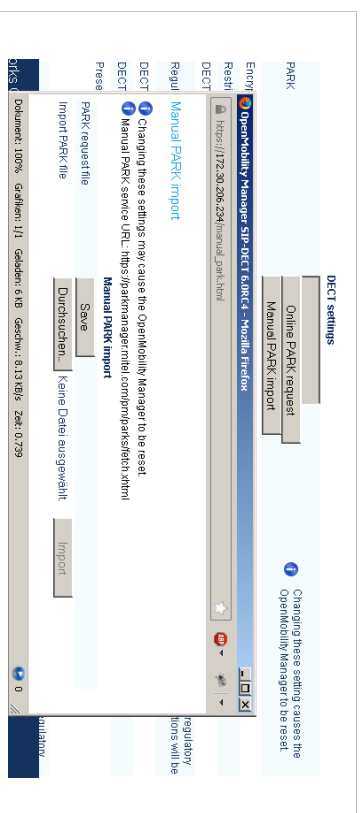 DECT settings
PARK
Online PARK request
Manual PARK import
Changing these setting causes the
OpenMobility Manager to be reset.
Encry
Restri
DECT
Regul
DECT
DECT
Prese
OpenMobility Manager SIP-DECT 6.0RC4 - Mozilla Firefox
https://172.30.206.234/manual_park.html
ABP
Manual PARK import
Changing these settings may cause the OpenMobility Manager to be reset.
Manual PARK service URL: https://parkmanager.mitel.com/pm/parks/fetch.xhtml
Manual PARK import
PARK request file
Save
Import PARK file
Durchsuchen...
Keine Datei ausgewählt.
Import
Dokument: 100% Grafiken: 1/1 Geladen: 6 KB Geschw.: 8.13 KB/s Zeit: 0.739
0
regulatory
tions will be
gulatory